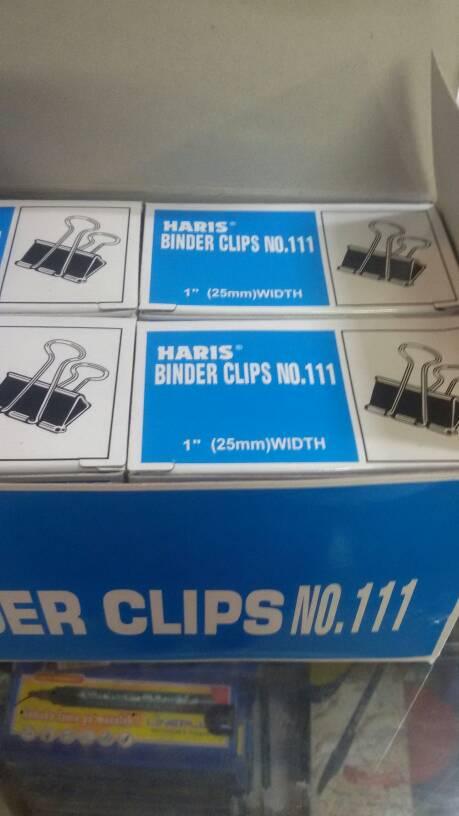 HARIS®
BINDER CLIPS NO.111
1" (25mm)WIDTH
HARIS®
BINDER CLIPS NO.111
1" (25mm)WIDTH
ER CLIPS NO.111